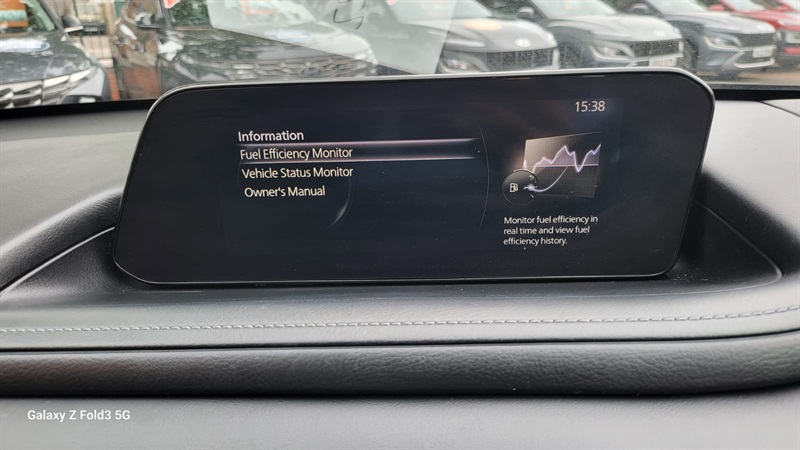 15:38
Information
Fuel Efficiency Monitor
Vehicle Status Monitor
Owner's Manual
Monitor fuel efficiency in
real time and view fuel
efficiency history.
Galaxy Z Fold3 5G